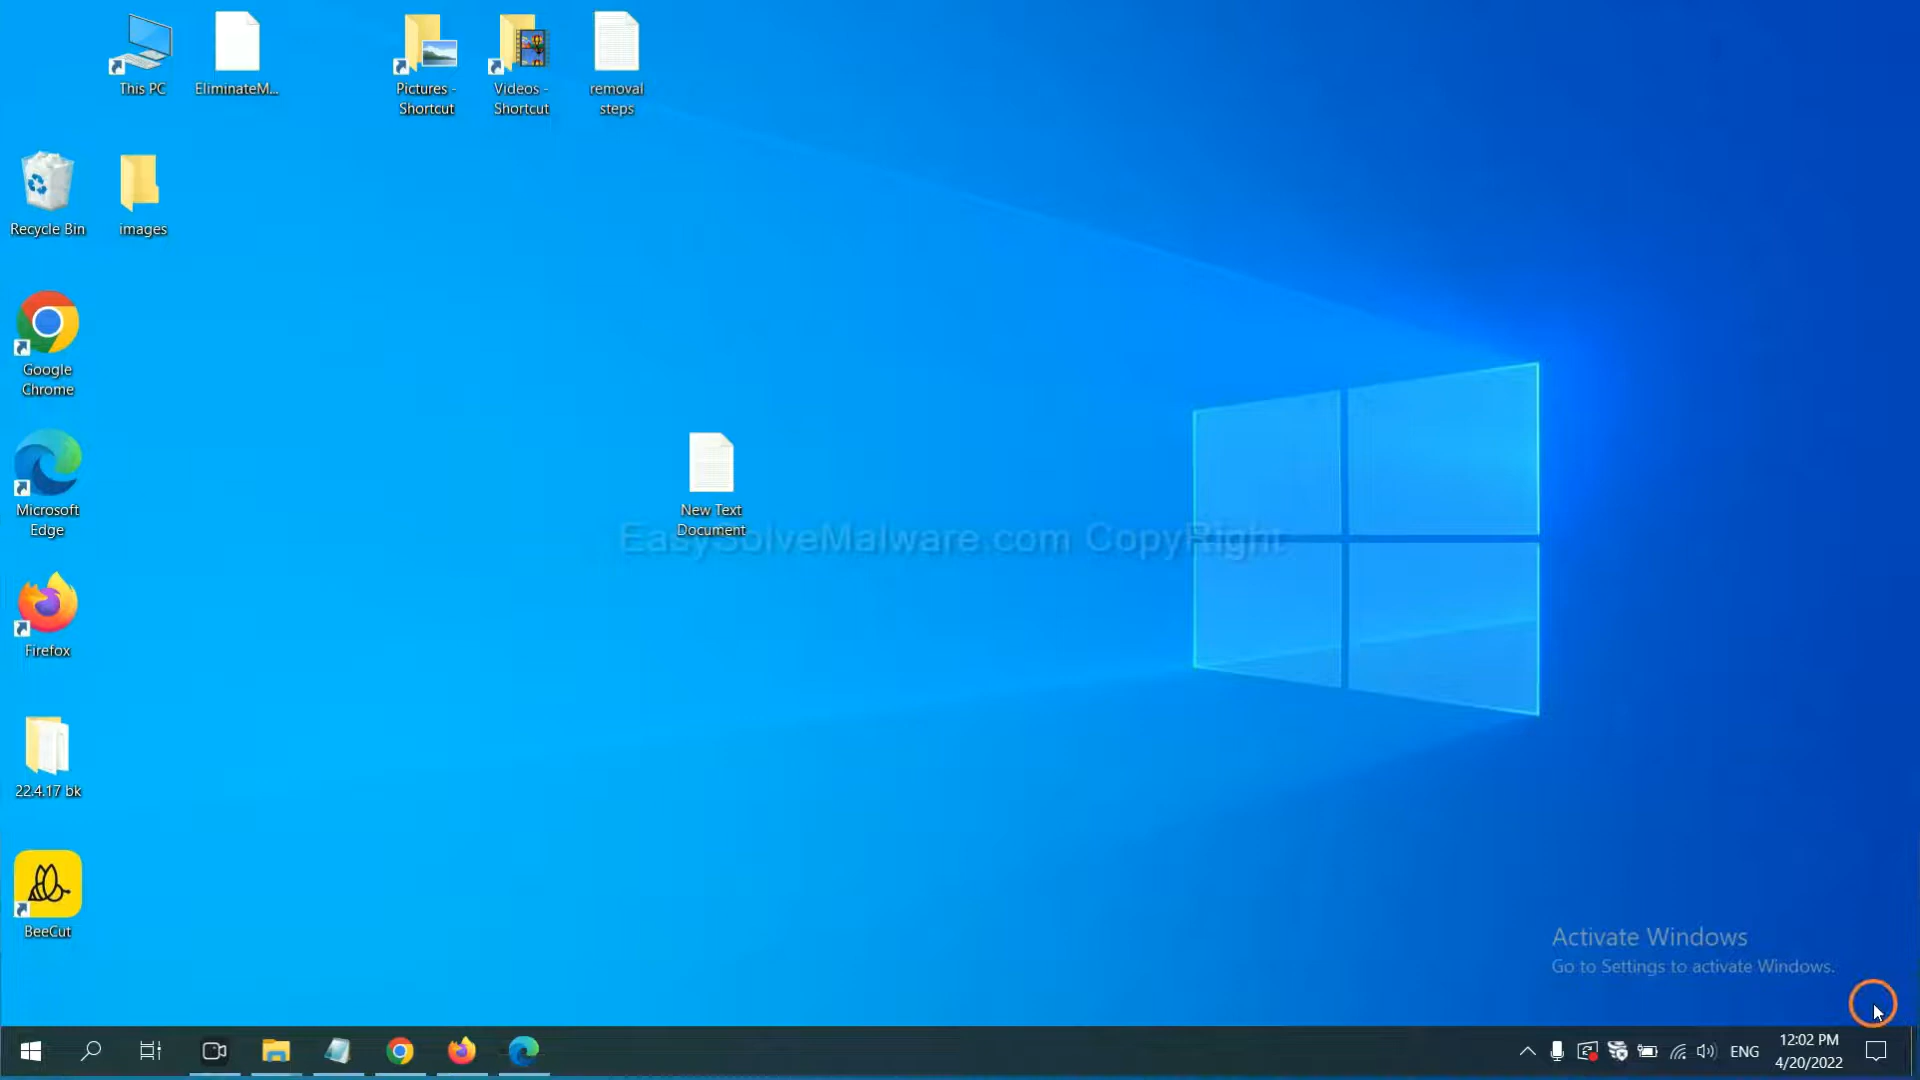 This PC
EliminateM...
Pictures -
Shortcut
Videos -
Shortcut
removal
steps
Recycle Bin
images
Google
Chrome
Microsoft
Edge
New Text
Document
EasySolveMalware.com CopyRight
Firefox
22.4.17 bk
BeeCut
Activate Windows
Go to Settings to activate Windows.
ENG
12:02 PM
4/20/2022